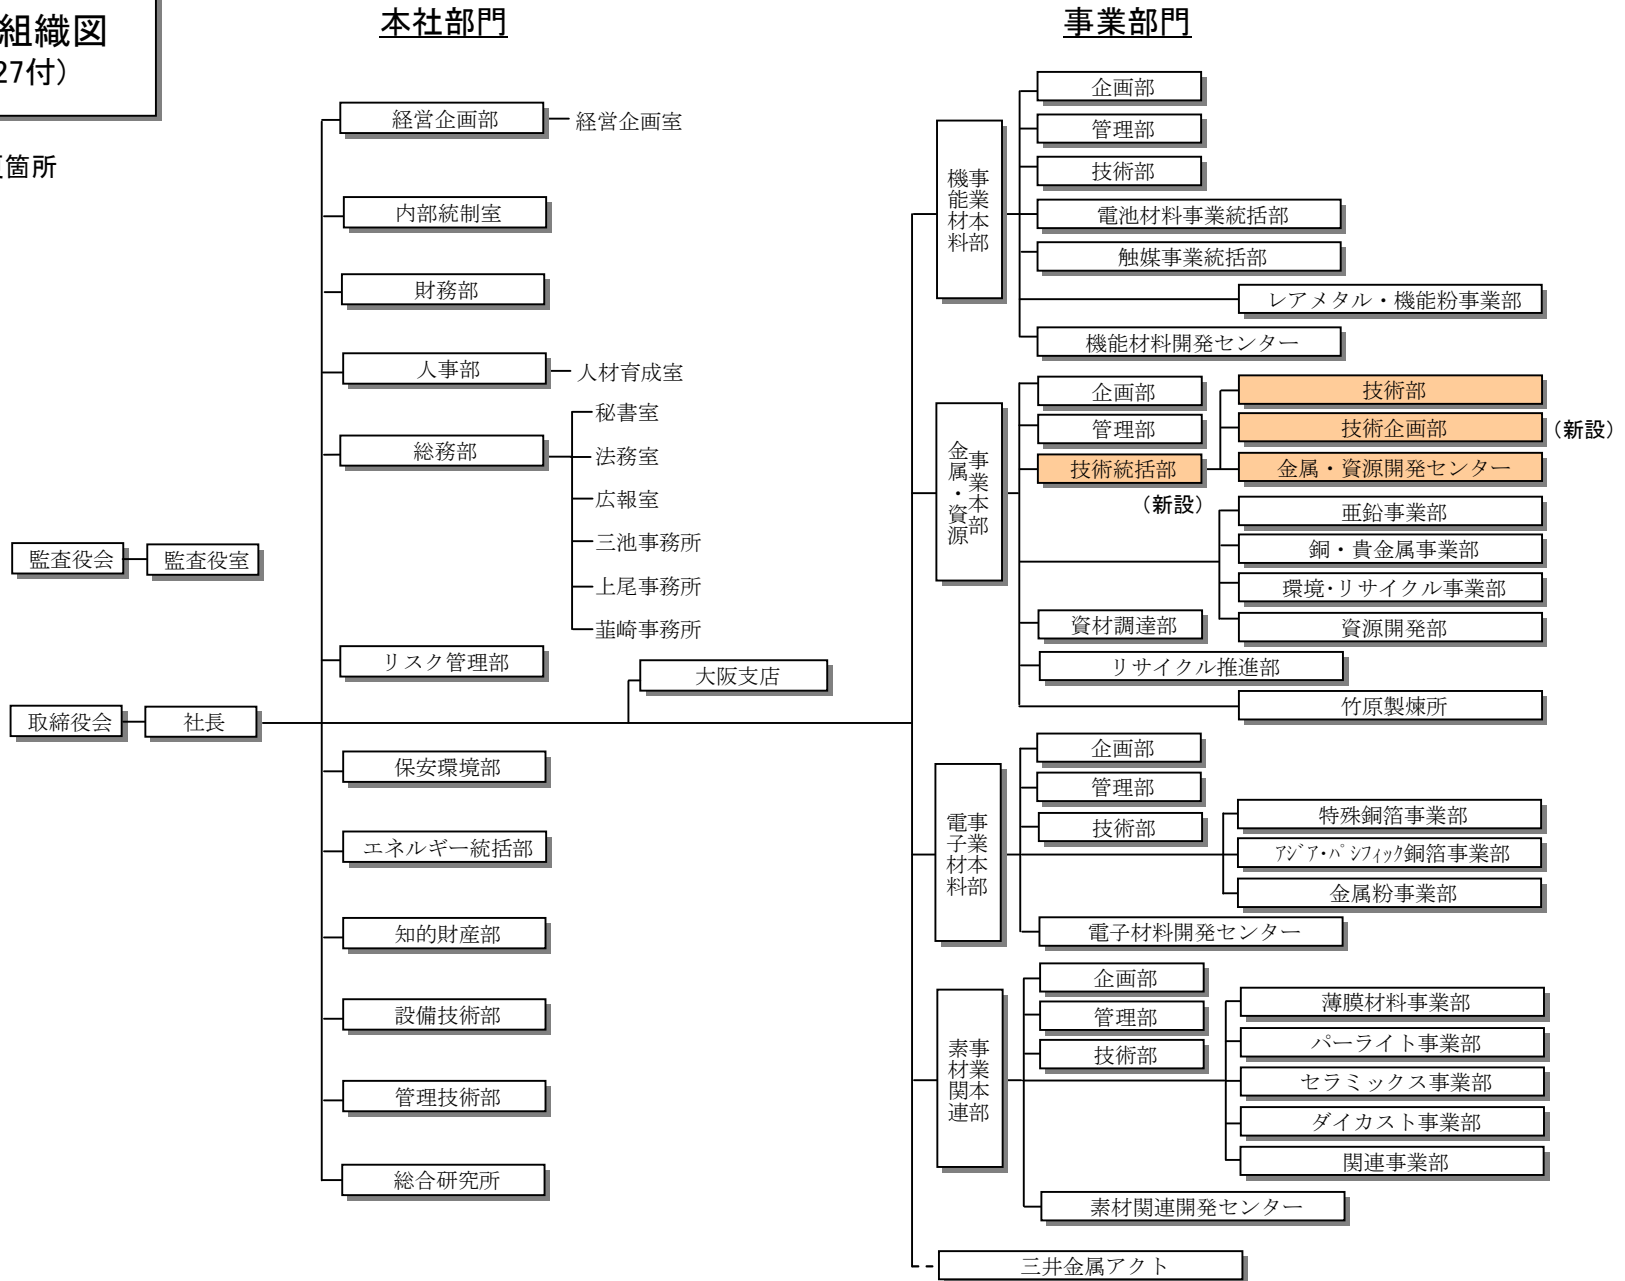 組織図
27付）
箇所
本社部門
経営企画部
経営企画室
内部統制室
財務部
人事部
人材育成室
総務部
秘書室
法務室
広報室
三池事務所
上尾事務所
韮崎事務所
監査役会
監査役室
リスク管理部
大阪支店
取締役会
社長
保安環境部
エネルギー統括部
知的財産部
設備技術部
管理技術部
総合研究所
事業部門
機能材料
事業本部
企画部
管理部
技術部
電池材料事業統括部
触媒事業統括部
レアメタル・機能粉事業部
機能材料開発センター
金属・資源
事業本部
企画部
管理部
技術統括部
（新設）
技術部
技術企画部
（新設）
金属・資源開発センター
亜鉛事業部
銅・貴金属事業部
環境・リサイクル事業部
資源開発部
資材調達部
リサイクル推進部
竹原製煉所
電子材料
事業本部
企画部
管理部
技術部
特殊銅箔事業部
ｱｼﾞｱ・ﾊﾟｼﾌｨｯｸ銅箔事業部
金属粉事業部
電子材料開発センター
素材関連
事業本部
企画部
管理部
技術部
薄膜材料事業部
パーライト事業部
セラミックス事業部
ダイカスト事業部
関連事業部
素材関連開発センター
三井金属アクト